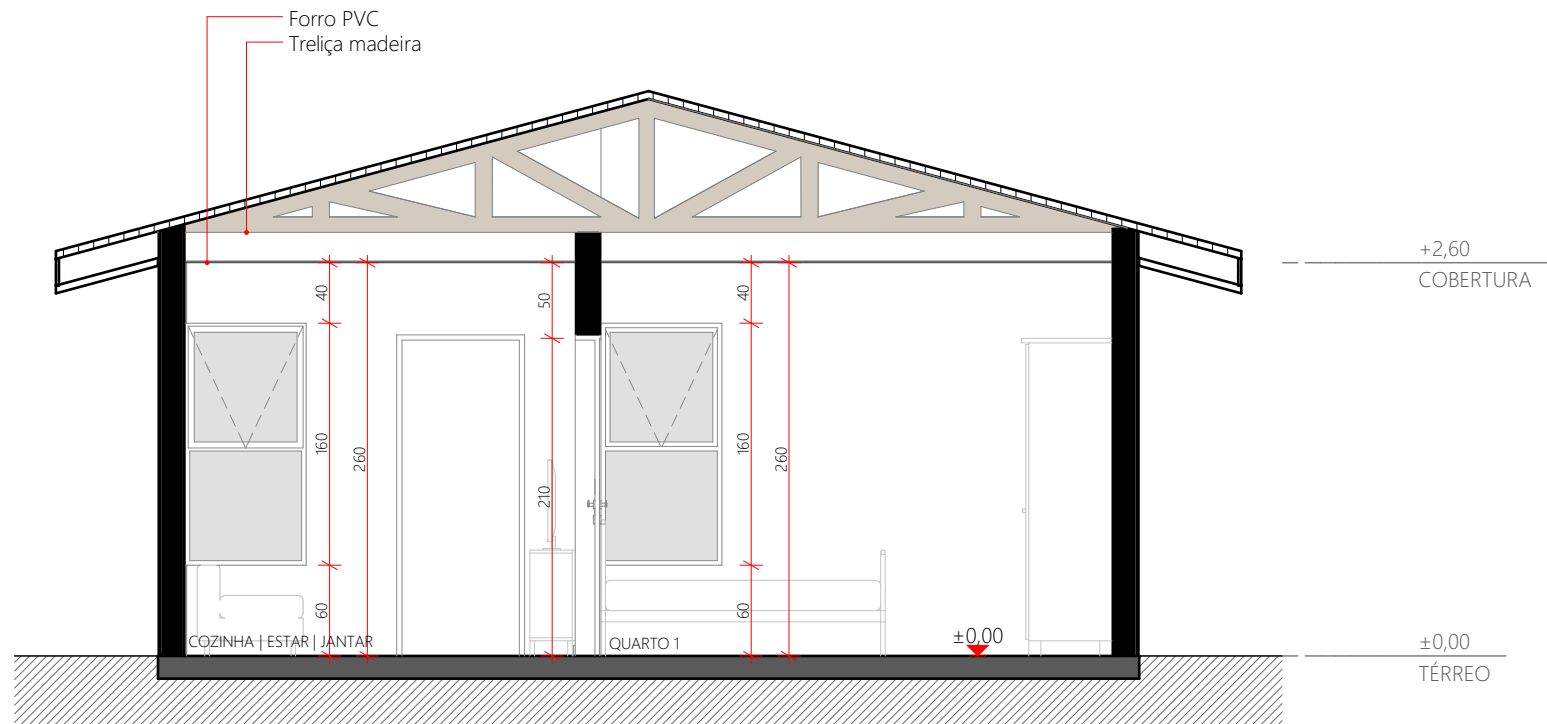 Forro PVC
Treliça madeira
+2,60
COBERTURA
40
50
40
160
260
210
160
260
60
60
COZINHA | ESTAR | JANTAR
QUARTO 1
±0,00
±0,00
TÉRREO